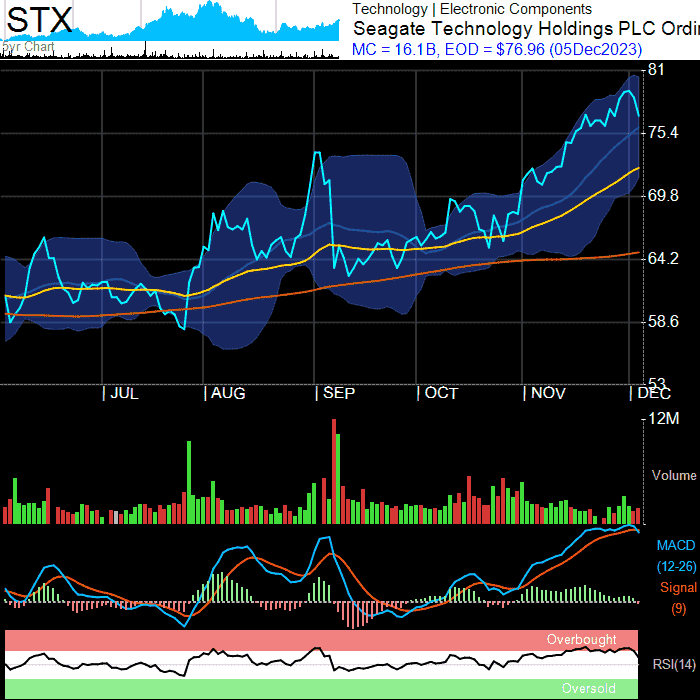 STX
5yr Chart
Technology | Electronic Components
Seagate Technology Holdings PLC Ordi
MC = 16.1B, EOD = $76.96 (05Dec2023)
81
75.4
69.8
64.2
58.6
53
| JUL | AUG | SEP | OCT | NOV | DEC
12M
Volume
MACD
(12-26)
Signal
(9)
Overbought
RSI(14)
Oversold